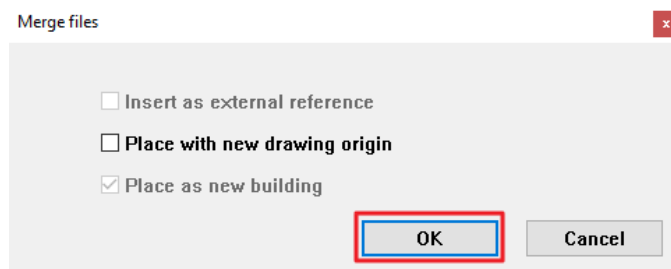 Merge files
x
Insert as external reference
Place with new drawing origin
Place as new building
OK Cancel